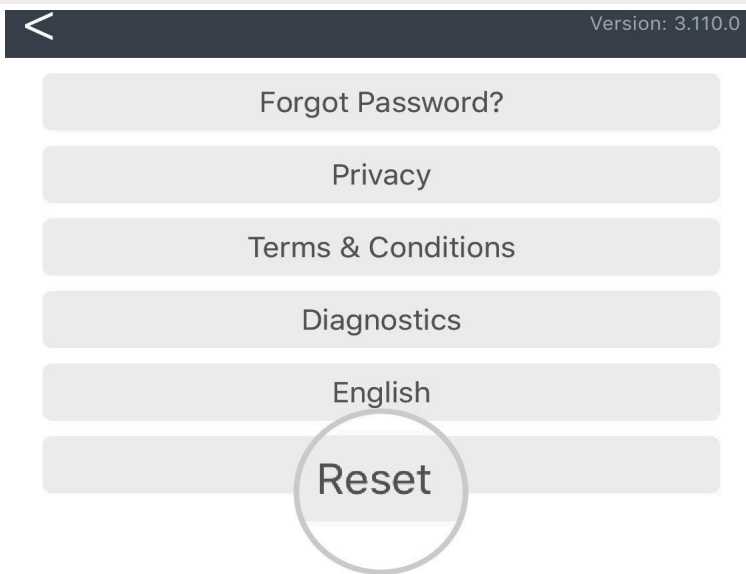 <
Version: 3.110.0
Forgot Password?
Privacy
Terms & Conditions
Diagnostics
English
Reset